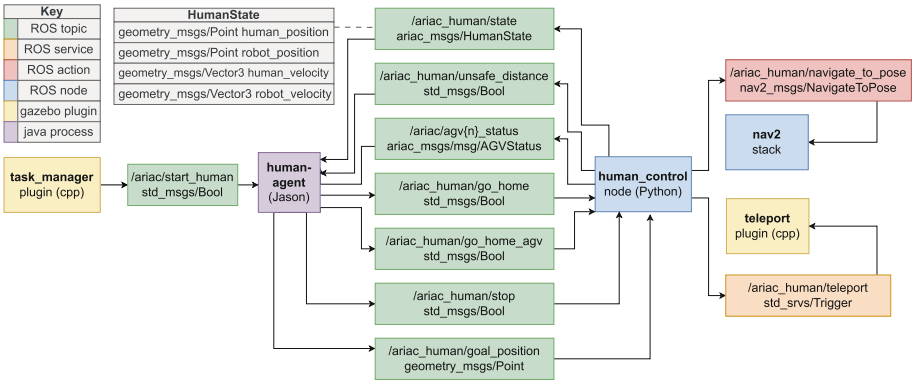 Key
ROS topic
ROS service
ROS action
ROS node
gazebo plugin
java process
HumanState
geometry_msgs/Point human_position
geometry_msgs/Point robot_position
geometry_msgs/Vector3 human_velocity
geometry_msgs/Vector3 robot_velocity
/ariac_human/state
ariac_msgs/HumanState
/ariac_human/unsafe_distance
std_msgs/Bool
/ariac/agv{n}_status
ariac_msgs/msg/AGVStatus
/ariac_human/go_home
std_msgs/Bool
/ariac_human/go_home_agv
std_msgs/Bool
/ariac_human/stop
std_msgs/Bool
/ariac_human/goal_position
geometry_msgs/Point
task_manager
plugin (cpp)
/ariac/start_human
std_msgs/Bool
human-
agent
(Jason)
human_control
node (Python)
/ariac_human/navigate_to_pose
nav2_msgs/NavigateToPose
nav2
stack
teleport
plugin (cpp)
/ariac_human/teleport
std_srvs/Trigger